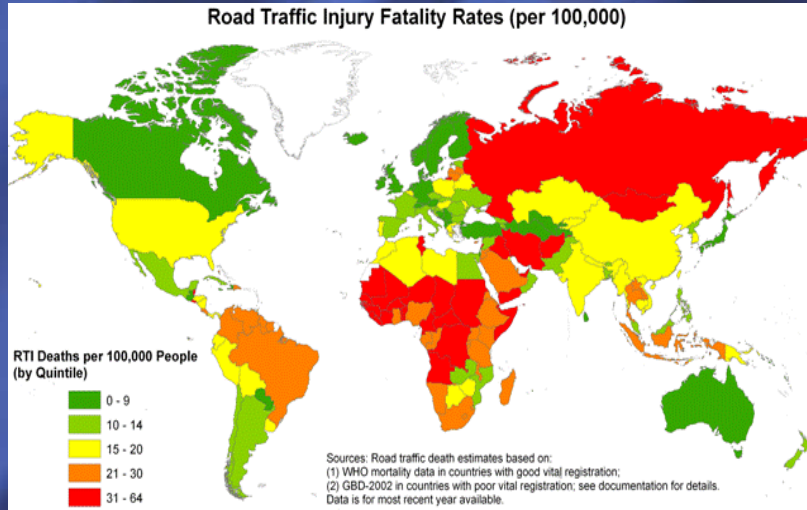 Road Traffic Injury Fatality Rates (per 100,000)
RTI Deaths per 100,000 People
(by Quintile)
0 - 9
10 - 14
15 - 20
21 - 30
31 - 64
Sources: Road traffic death estimates based on:
(1) WHO mortality data in countries with good vital registration;
(2) GBD-2002 in countries with poor vital registration; see documentation for details.
Data is for most recent year available.